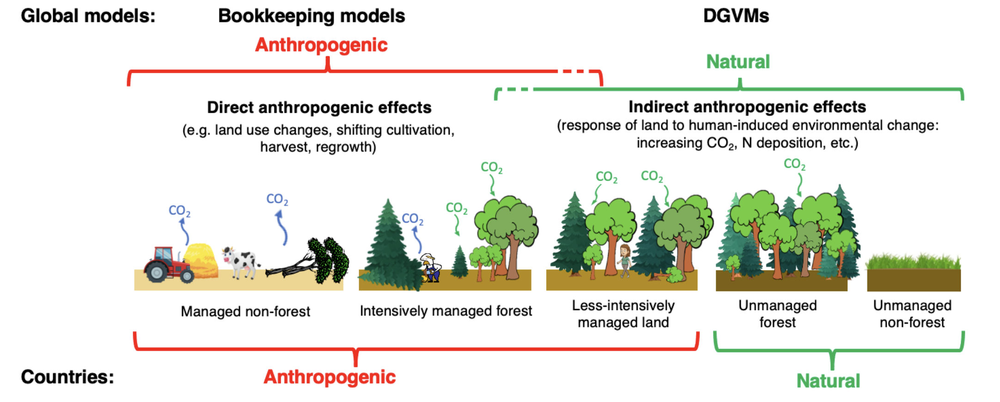 Global models: Bookkeeping models DGVMs
Anthropogenic
Natural
Direct anthropogenic effects
(e.g. land use changes, shifting cultivation,
harvest, regrowth)
Indirect anthropogenic effects
(response of land to human-induced environmental change:
increasing CO₂, N deposition, etc.)
CO₂
CO₂
CO₂
CO₂
CO₂
CO₂
CO₂
CO₂
Managed non-forest
Intensively managed forest
Less-intensively
managed land
Unmanaged
forest
Unmanaged
non-forest
Countries:
Anthropogenic
Natural